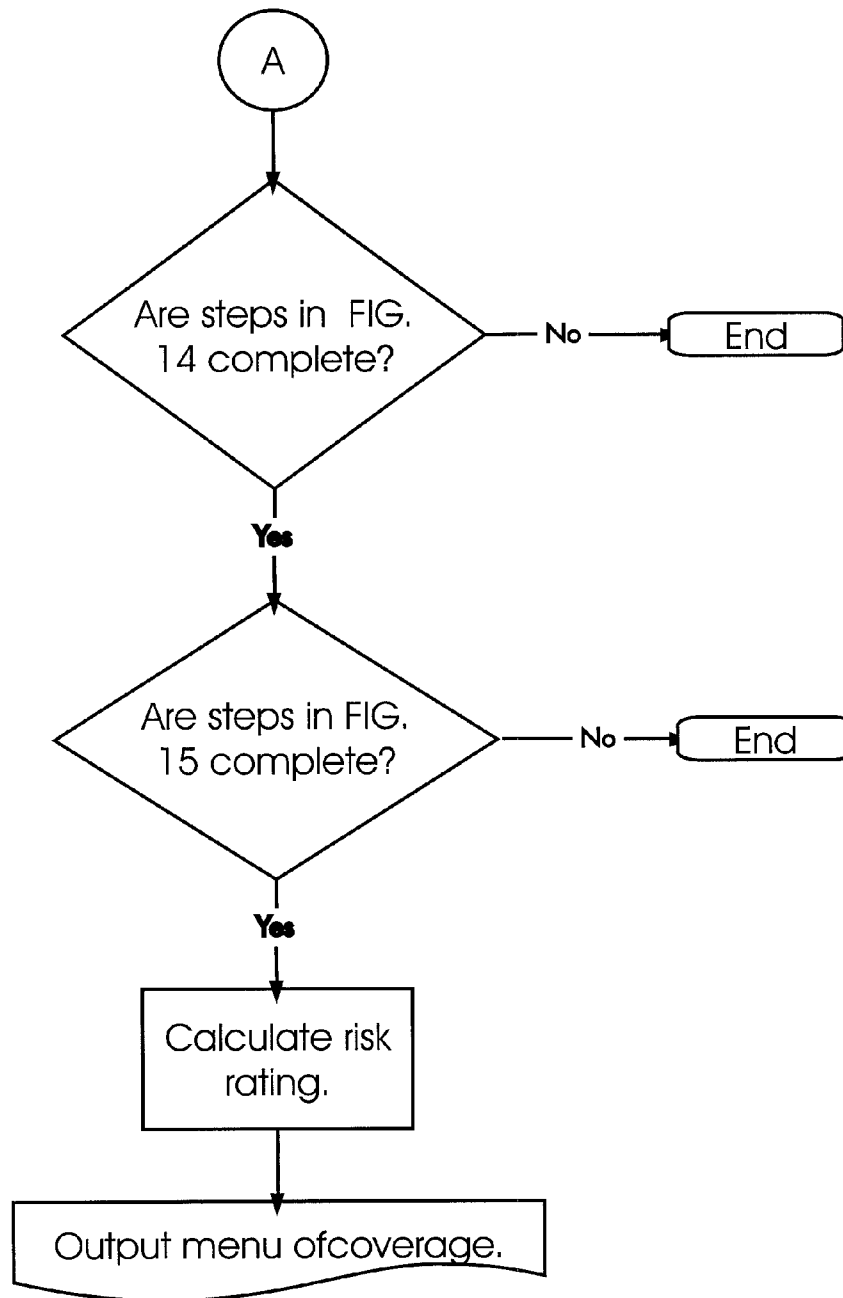 A
Are steps in FIG.
14 complete?
No
End
Yes
Are steps in FIG.
15 complete?
No
End
Yes
Calculate risk
rating.
Output menu ofcoverage.